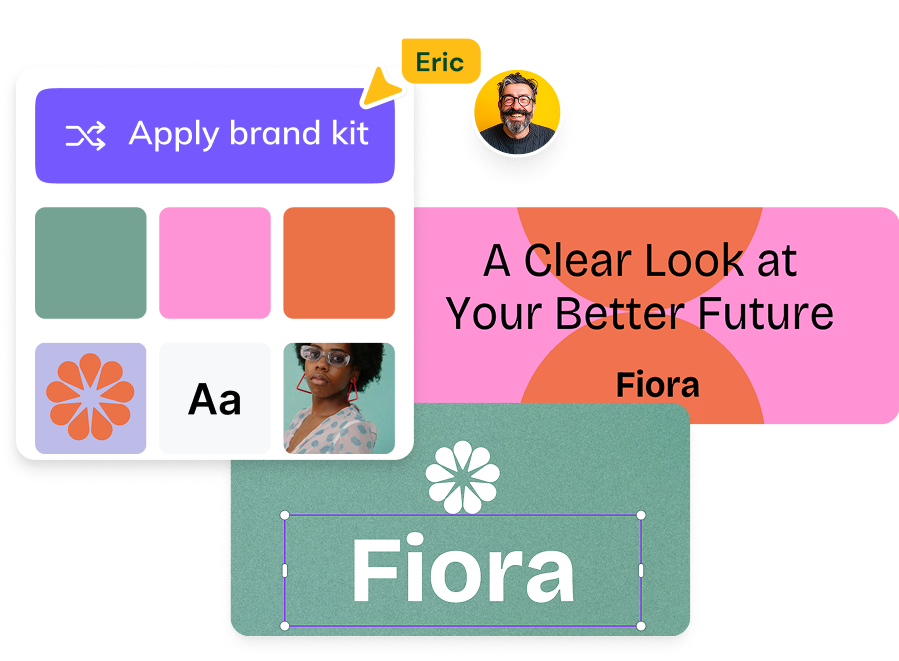 Eric
Apply brand kit
A Clear Look at
Your Better Future
Fiora
Aa
Fiora